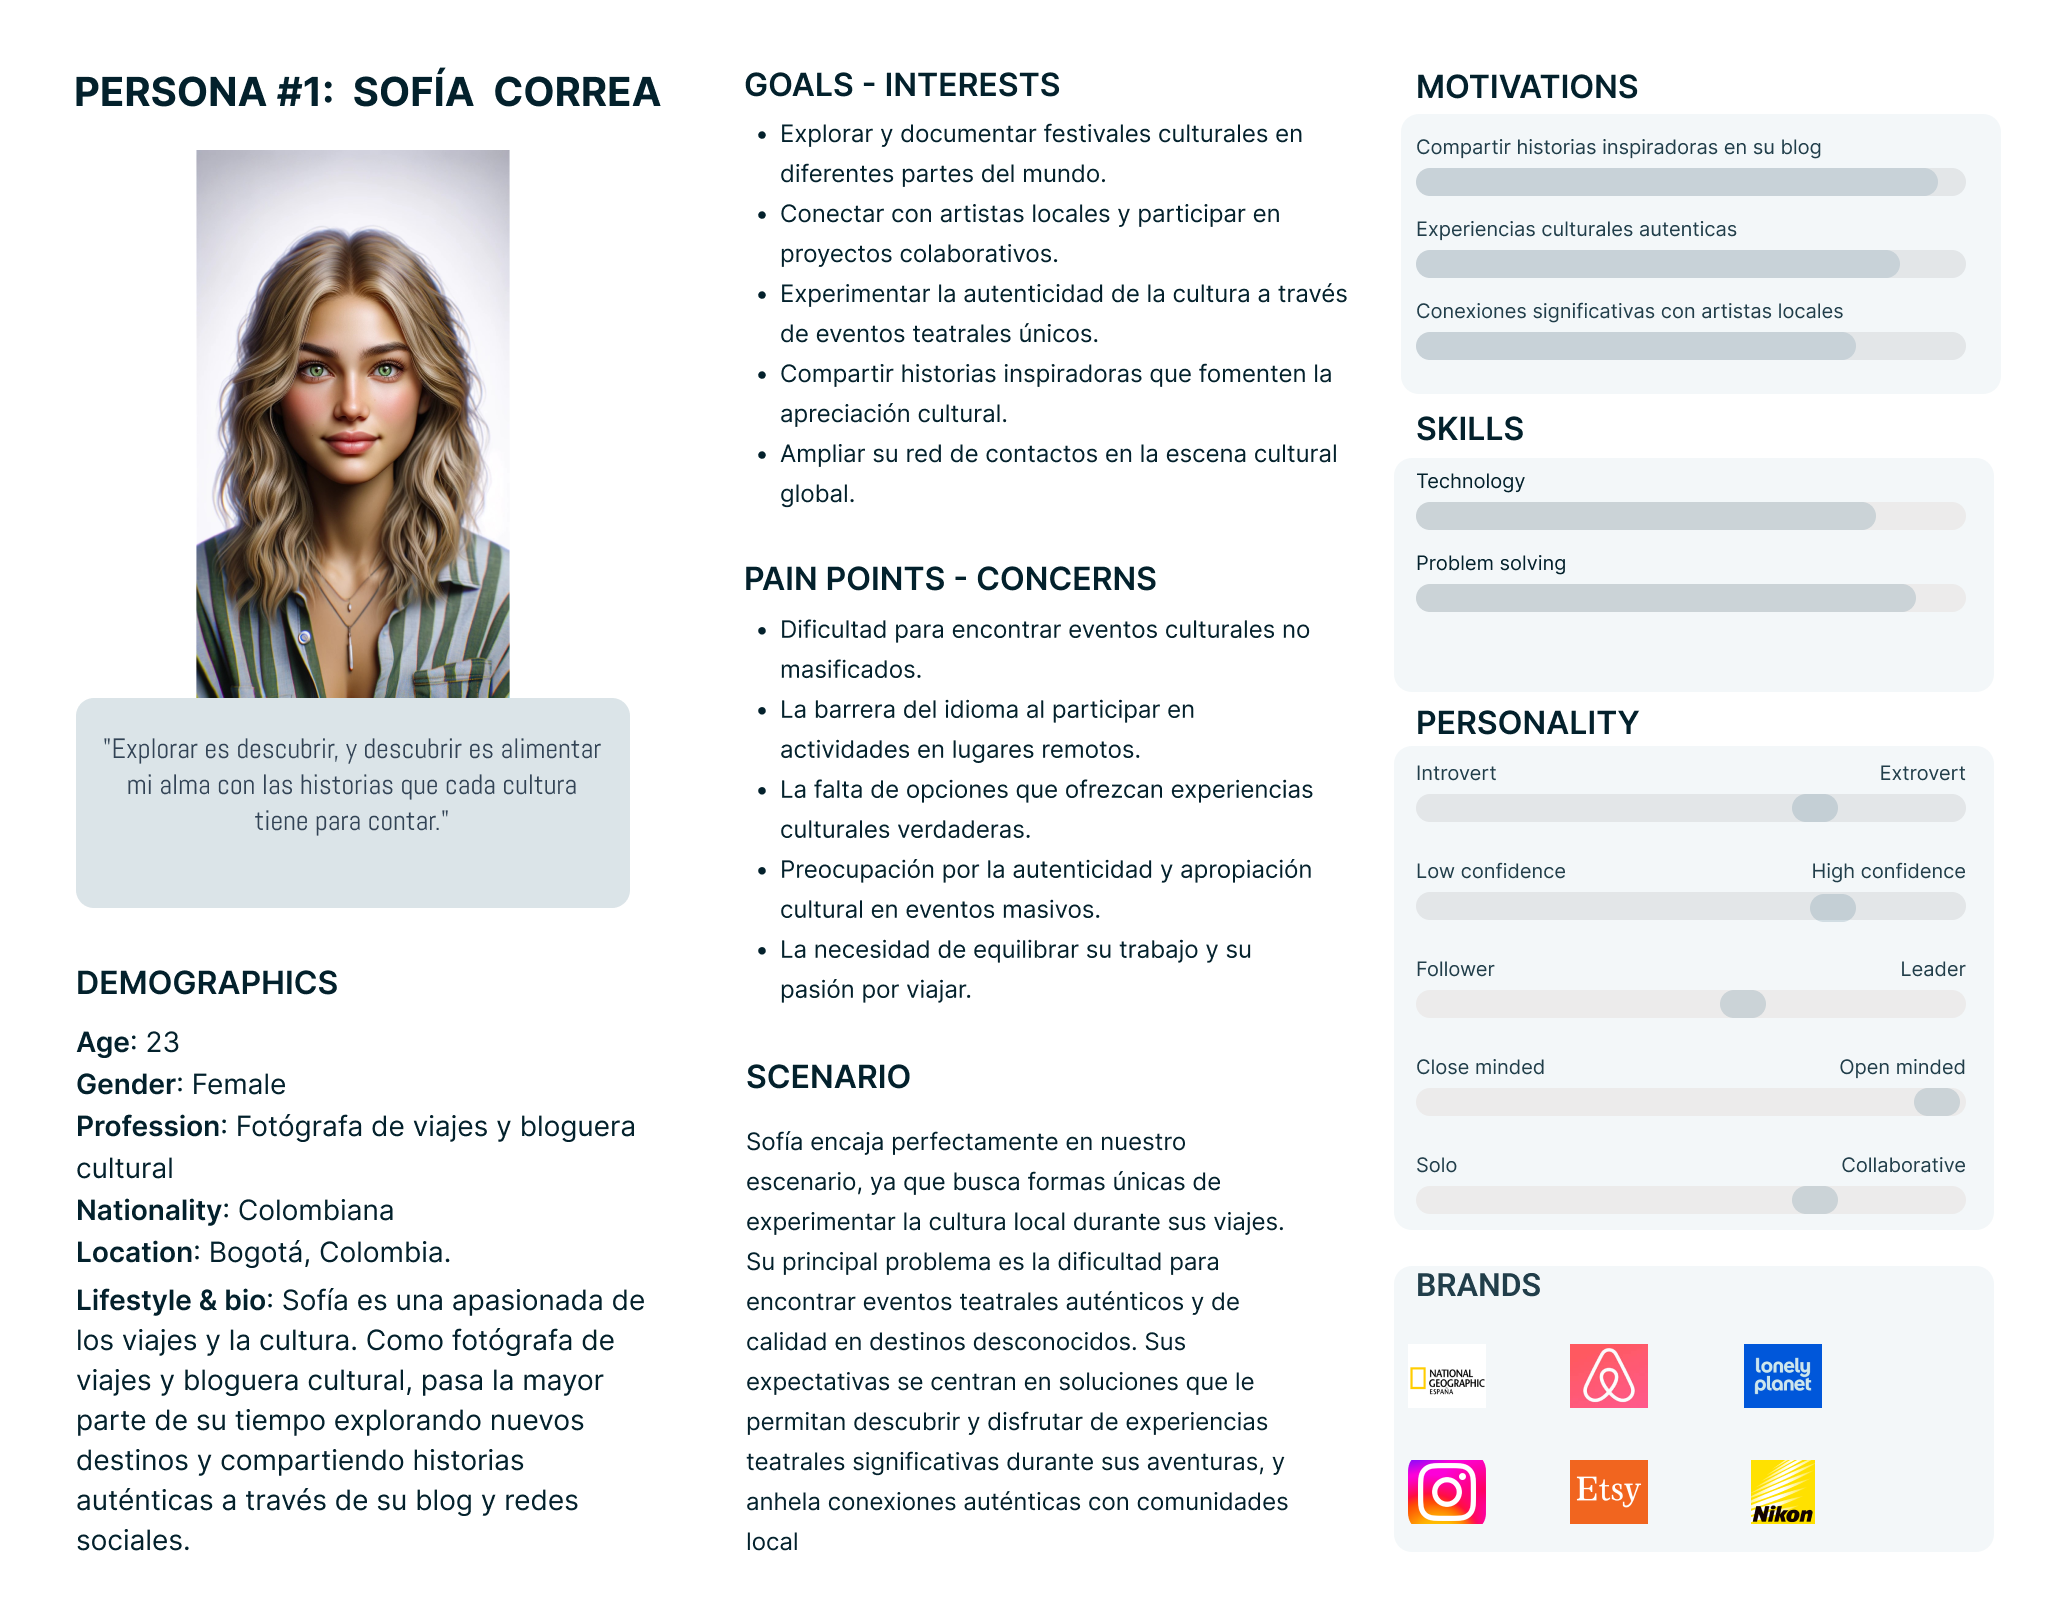 PERSONA #1:  SOFÍA  CORREA
"Explorar es descubrir, y descubrir es alimentar
mi alma con las historias que cada cultura
tiene para contar."
DEMOGRAPHICS
Age: 23
Gender: Female
Profession: Fotógrafa de viajes y bloguera
cultural
Nationality: Colombiana
Location: Bogotá, Colombia.
Lifestyle & bio: Sofía es una apasionada de
los viajes y la cultura. Como fotógrafa de
viajes y bloguera cultural, pasa la mayor
parte de su tiempo explorando nuevos
destinos y compartiendo historias
auténticas a través de su blog y redes
sociales.
GOALS - INTERESTS
• Explorar y documentar festivales culturales en
diferentes partes del mundo.
• Conectar con artistas locales y participar en
proyectos colaborativos.
• Experimentar la autenticidad de la cultura a través
de eventos teatrales únicos.
• Compartir historias inspiradoras que fomenten la
apreciación cultural.
• Ampliar su red de contactos en la escena cultural
global.
PAIN POINTS - CONCERNS
• Dificultad para encontrar eventos culturales no
masificados.
• La barrera del idioma al participar en
actividades en lugares remotos.
• La falta de opciones que ofrezcan experiencias
culturales verdaderas.
• Preocupación por la autenticidad y apropiación
cultural en eventos masivos.
• La necesidad de equilibrar su trabajo y su
pasión por viajar.
SCENARIO
Sofía encaja perfectamente en nuestro
escenario, ya que busca formas únicas de
experimentar la cultura local durante sus viajes.
Su principal problema es la dificultad para
encontrar eventos teatrales auténticos y de
calidad en destinos desconocidos. Sus
expectativas se centran en soluciones que le
permitan descubrir y disfrutar de experiencias
teatrales significativas durante sus aventuras, y
anhela conexiones auténticas con comunidades
local
MOTIVATIONS
Compartir historias inspiradoras en su blog
Experiencias culturales autenticas
Conexiones significativas con artistas locales
SKILLS
Technology
Problem solving
PERSONALITY
Introvert Extrovert
Low confidence High confidence
Follower Leader
Close minded Open minded
Solo Collaborative
BRANDS
NATIONAL
GEOGRAPHIC
ESPAÑA
lonely
planet
Etsy
Nikon